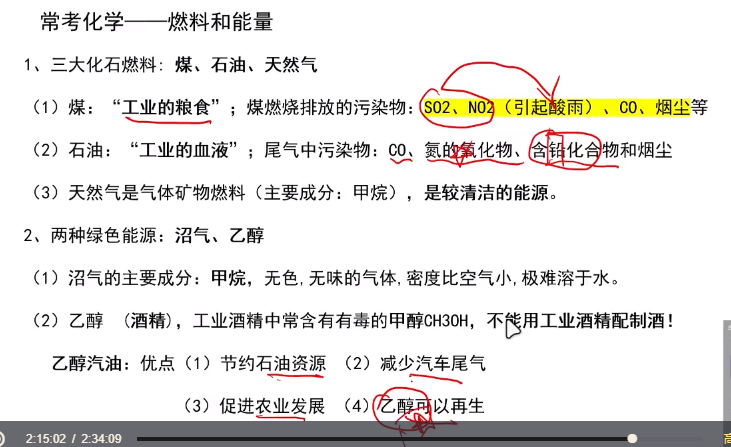 常考化学——燃料和能量
1、三大化石燃料: 煤、石油、天然气
（1）煤:“工业的粮食”; 煤燃烧排放的污染物: SO2、NO2（引起酸雨）、CO、烟尘等
（2）石油:“工业的血液”; 尾气中污染物: CO、氮的氧化物、含铅化合物和烟尘
（3）天然气是气体矿物燃料（主要成分: 甲烷）, 是较清洁的能源。
2、两种绿色能源: 沼气、乙醇
（1）沼气的主要成分: 甲烷, 无色,无味的气体,密度比空气小,极难溶于水。
（2）乙醇 (酒精), 工业酒精中常含有有毒的甲醇CH3OH, 不能用工业酒精配制酒!
乙醇汽油: 优点（1）节约石油资源（2）减少汽车尾气
（3）促进农业发展（4）乙醇可以再生
2:15:02 / 2:34:09
高